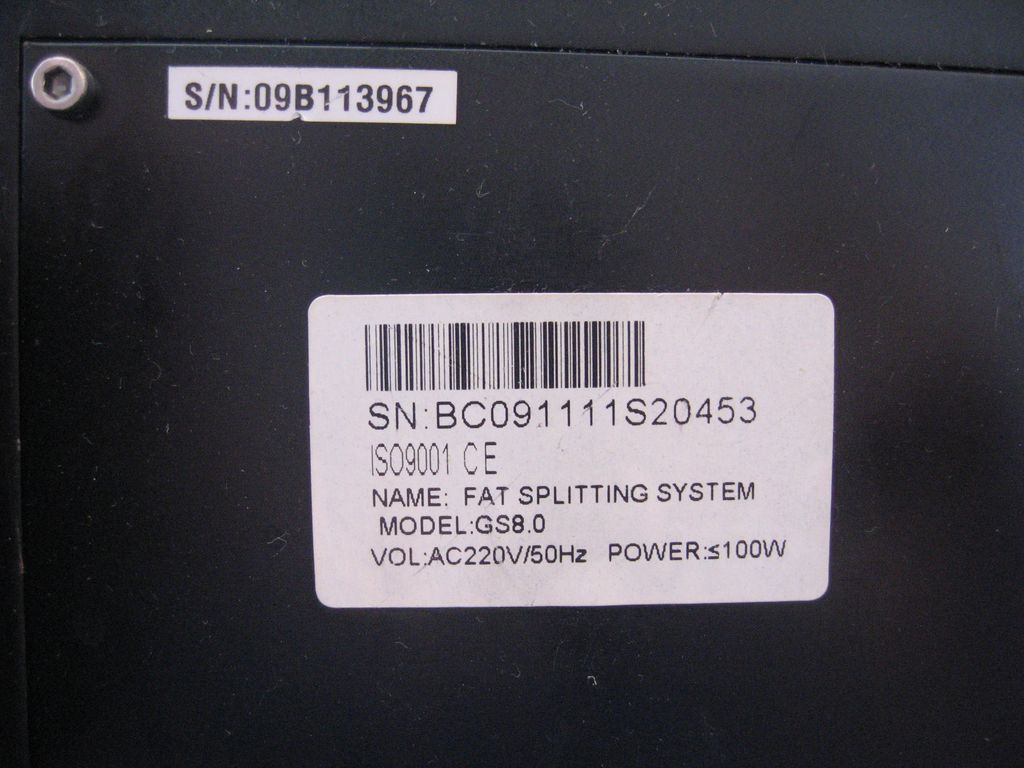 S/N:09B113967
SN:BC091111S20453
ISO9001 CE
NAME: FAT SPLITTING SYSTEM
MODEL:GS8.0
VOL:AC220V/50Hz POWER:≤100W